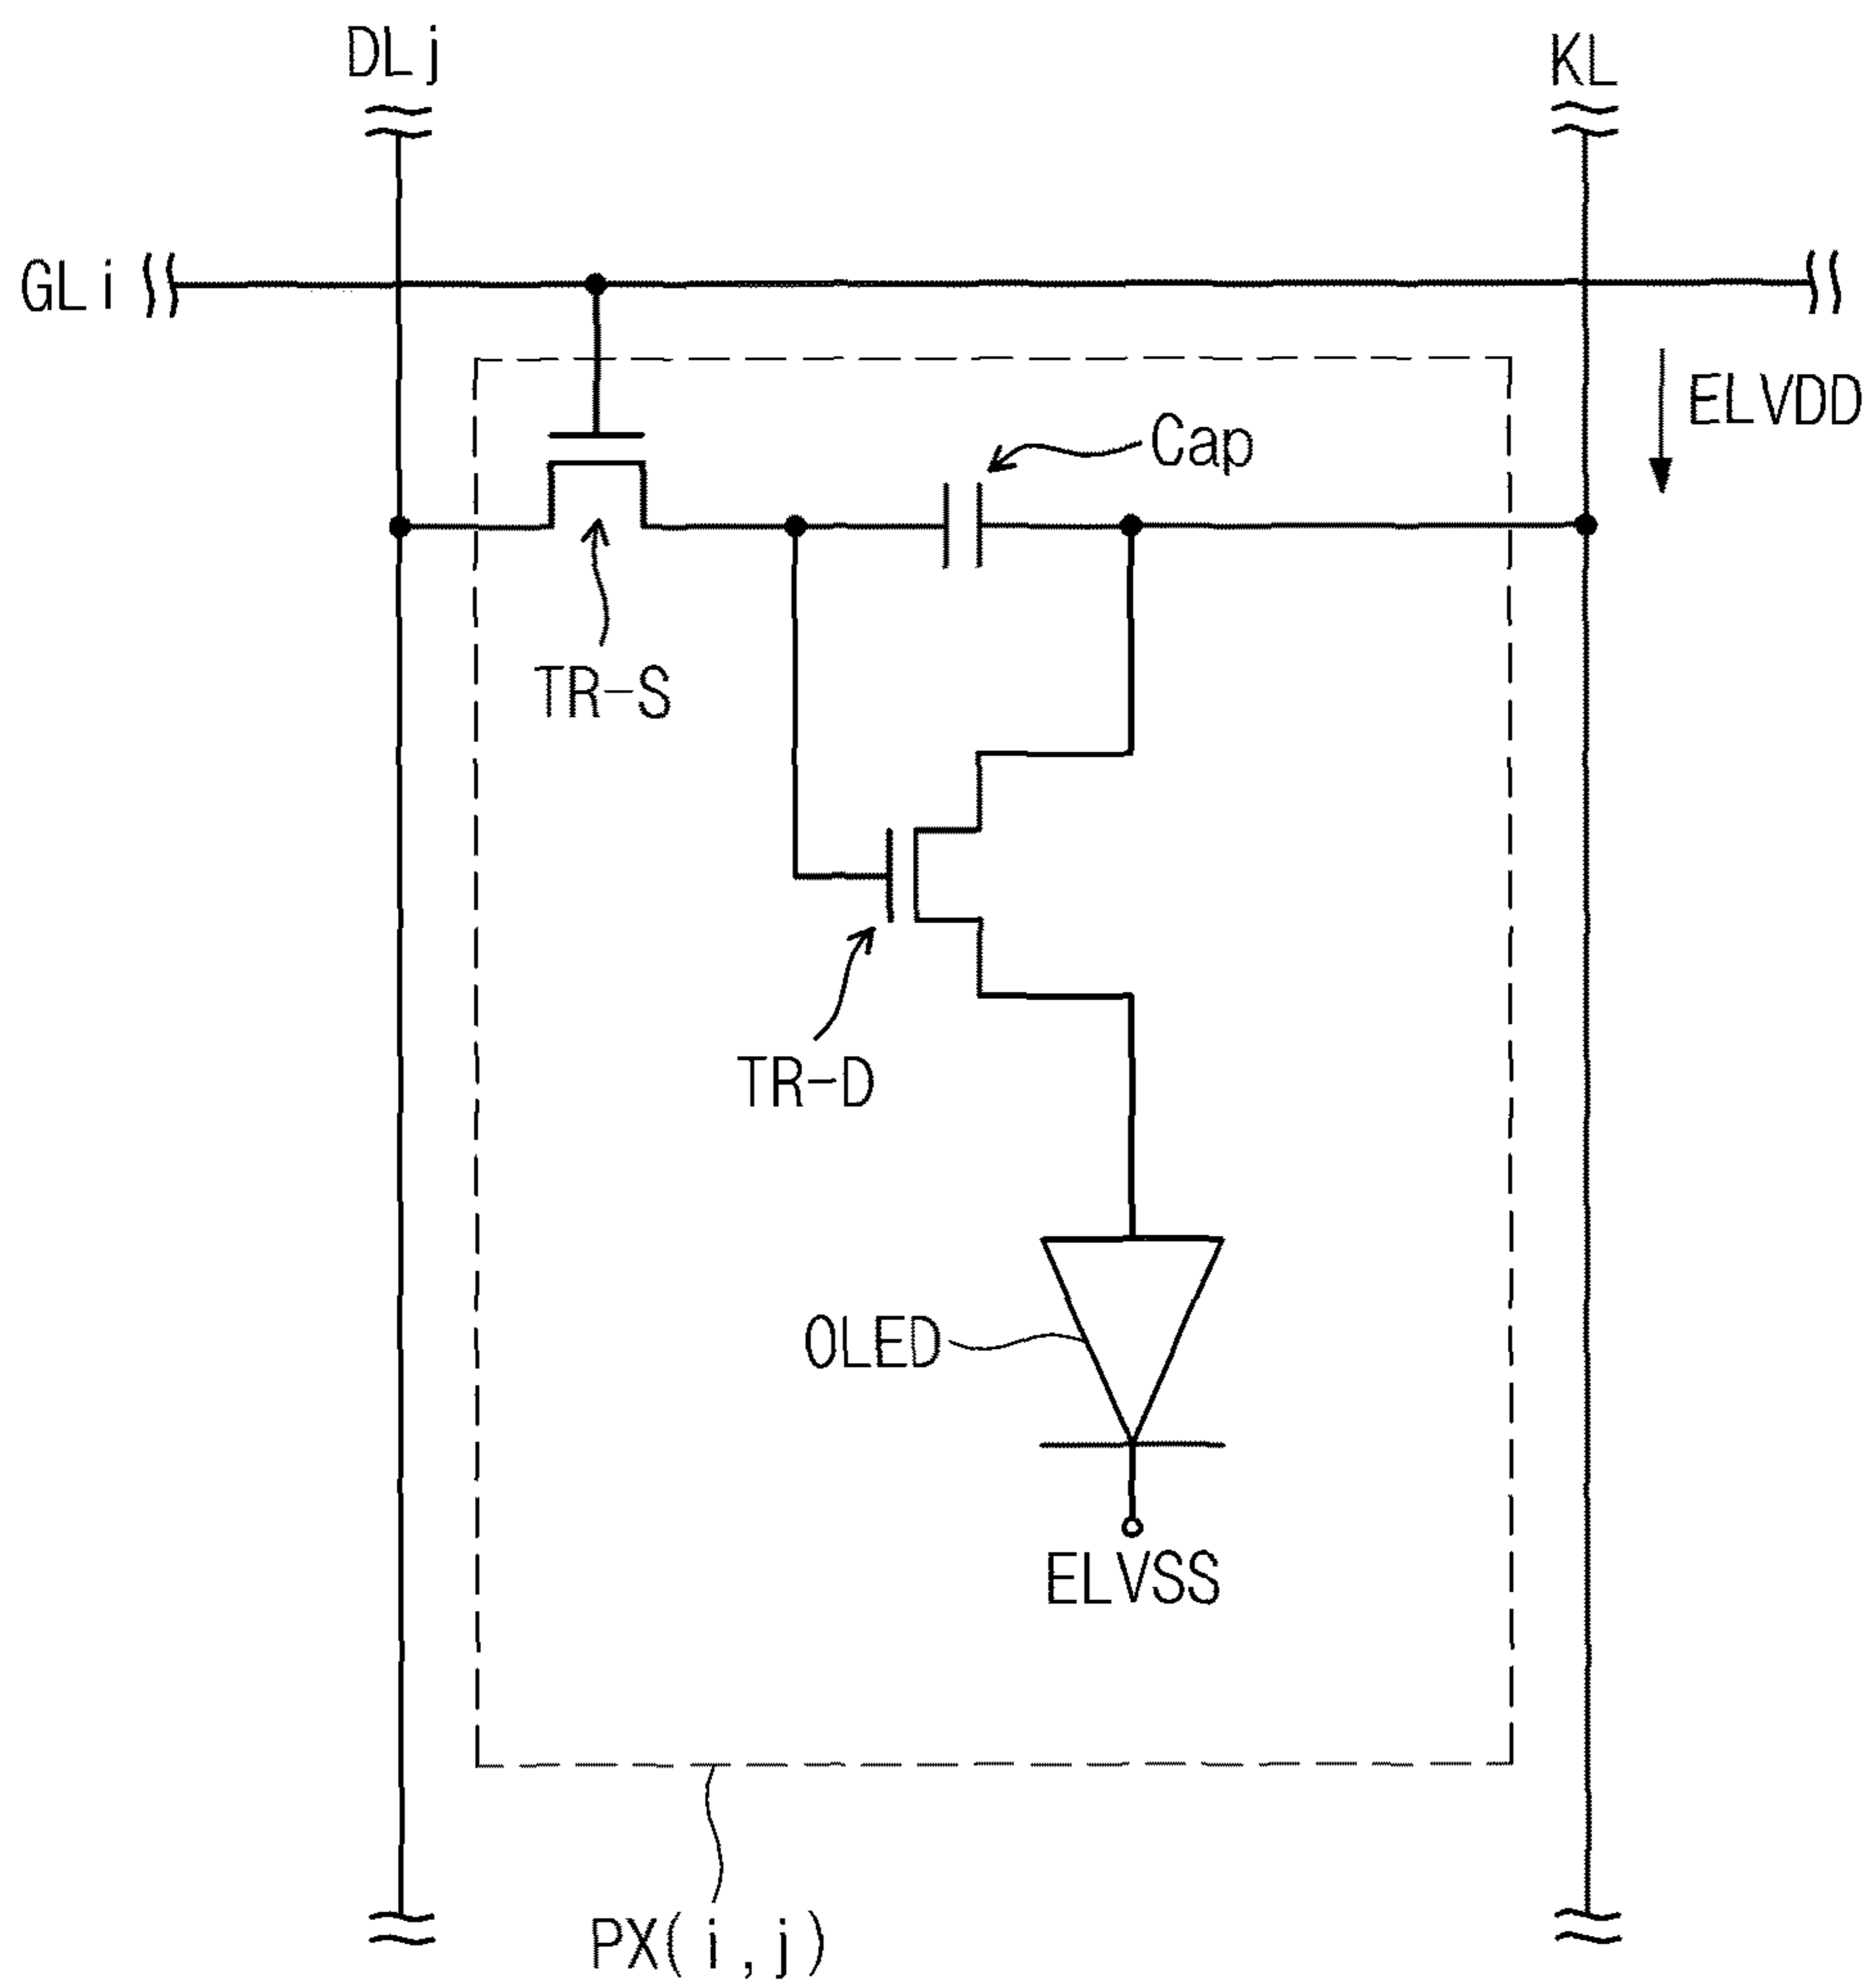 DLj
KL
GLi
ELVDD
Cap
TR-S
TR-D
OLED
ELVSS
PX(i,j)